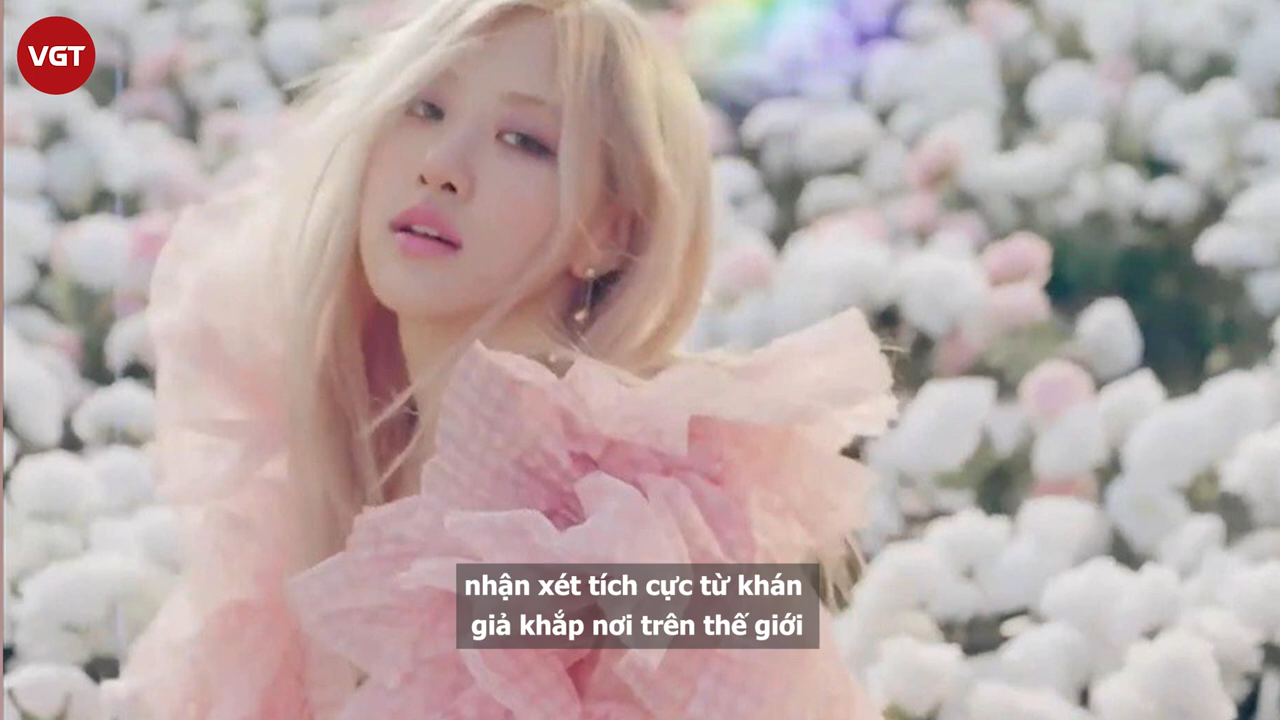 VGT
nhận xét tích cực từ khán
giả khắp nơi trên thế giới